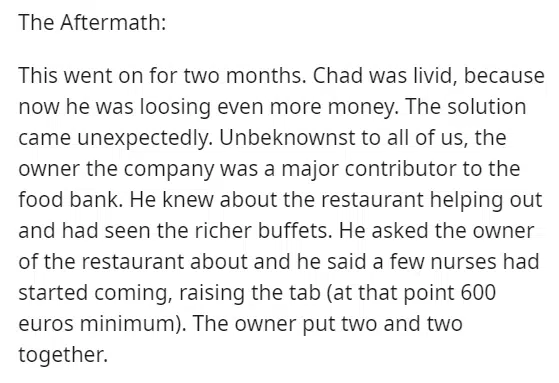 The Aftermath:
This went on for two months. Chad was livid, because
now he was loosing even more money. The solution
came unexpectedly. Unbeknownst to all of us, the
owner the company was a major contributor to the
food bank. He knew about the restaurant helping out
and had seen the richer buffets. He asked the owner
of the restaurant about and he said a few nurses had
started coming, raising the tab (at that point 600
euros minimum). The owner put two and two
together.